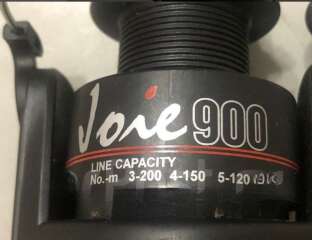 Joie 900
LINE CAPACITY
No.-m 3-200 4-150 5-120